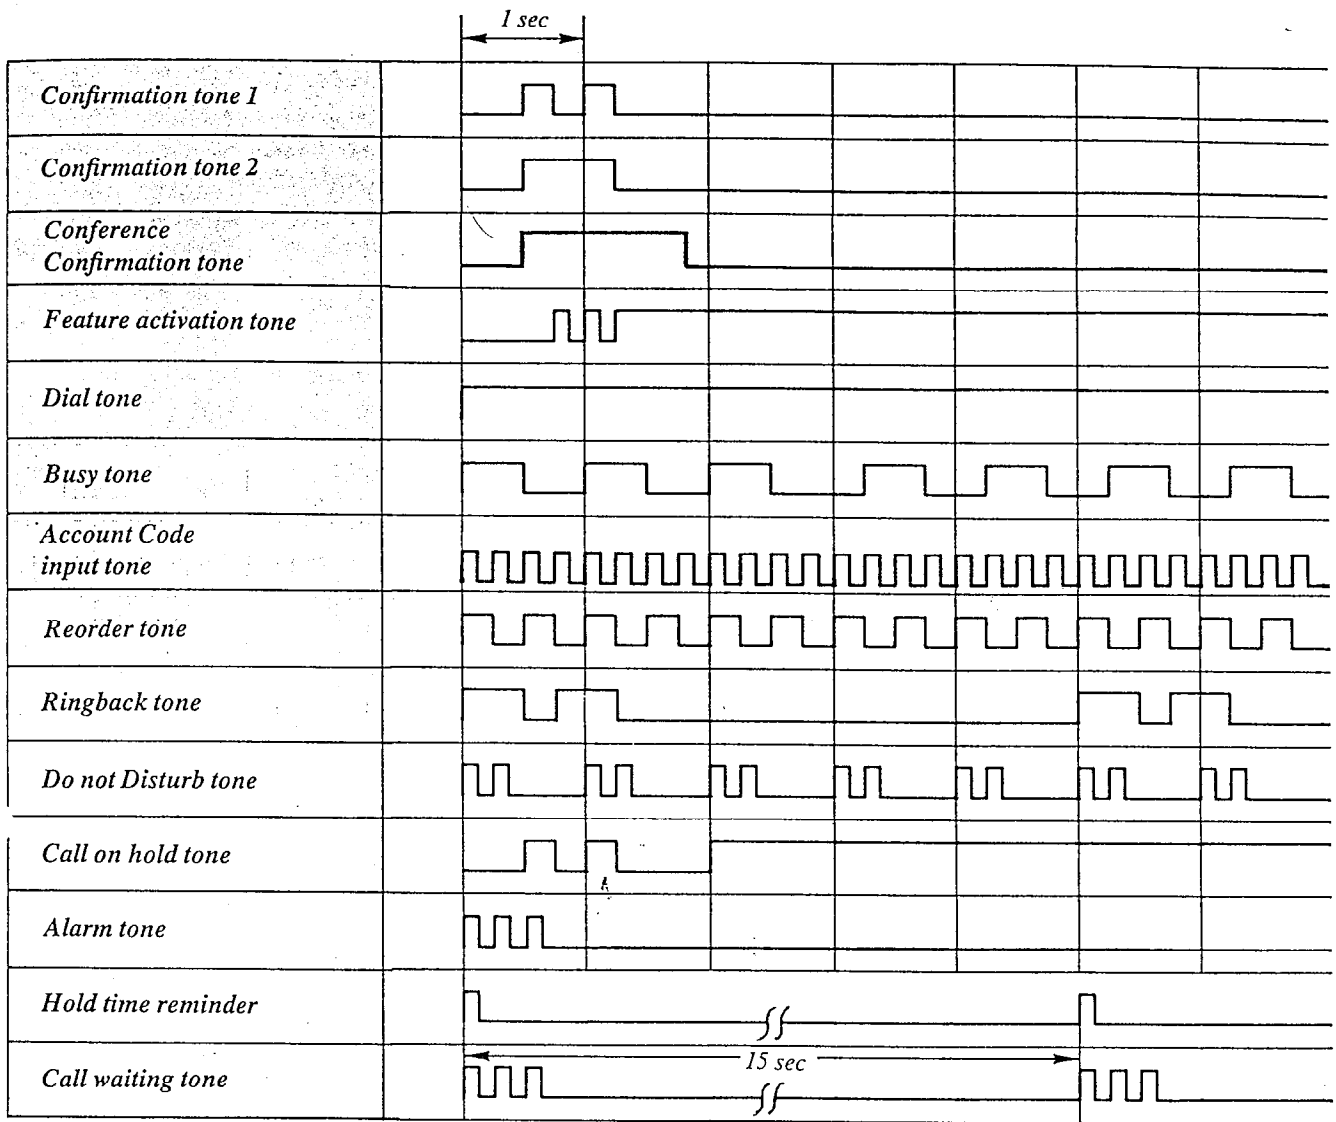 1 sec
Confirmation tone 1
Confirmation tone 2
Conference
Confirmation tone
Feature activation tone
Dial tone
Busy tone
Account Code
input tone
Reorder tone
Ringback tone
Do not Disturb tone
Call on hold tone
Alarm tone
Hold time reminder
15 sec
Call waiting tone